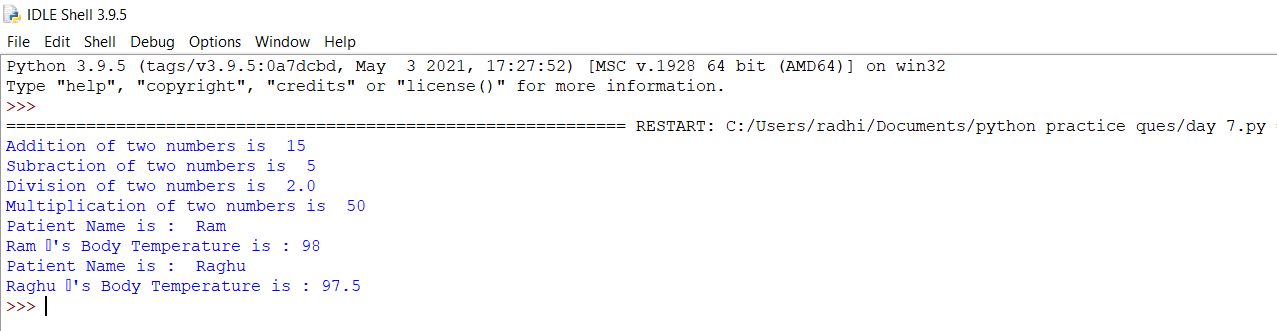 IDLE Shell 3.9.5
File Edit Shell Debug Options Window Help
Python 3.9.5 (tags/v3.9.5:0a7dcbd, May  3 2021, 17:27:52) [MSC v.1928 64 bit (AMD64)] on win32
Type "help", "copyright", "credits" or "license()" for more information.
>>>
============================================================== RESTART: C:/Users/radhi/Documents/python practice ques/day 7.py =
Addition of two numbers is  15
Subraction of two numbers is  5
Division of two numbers is  2.0
Multiplication of two numbers is  50
Patient Name is :  Ram
Ram ▯'s Body Temperature is : 98
Patient Name is :  Raghu
Raghu ▯'s Body Temperature is : 97.5
>>>